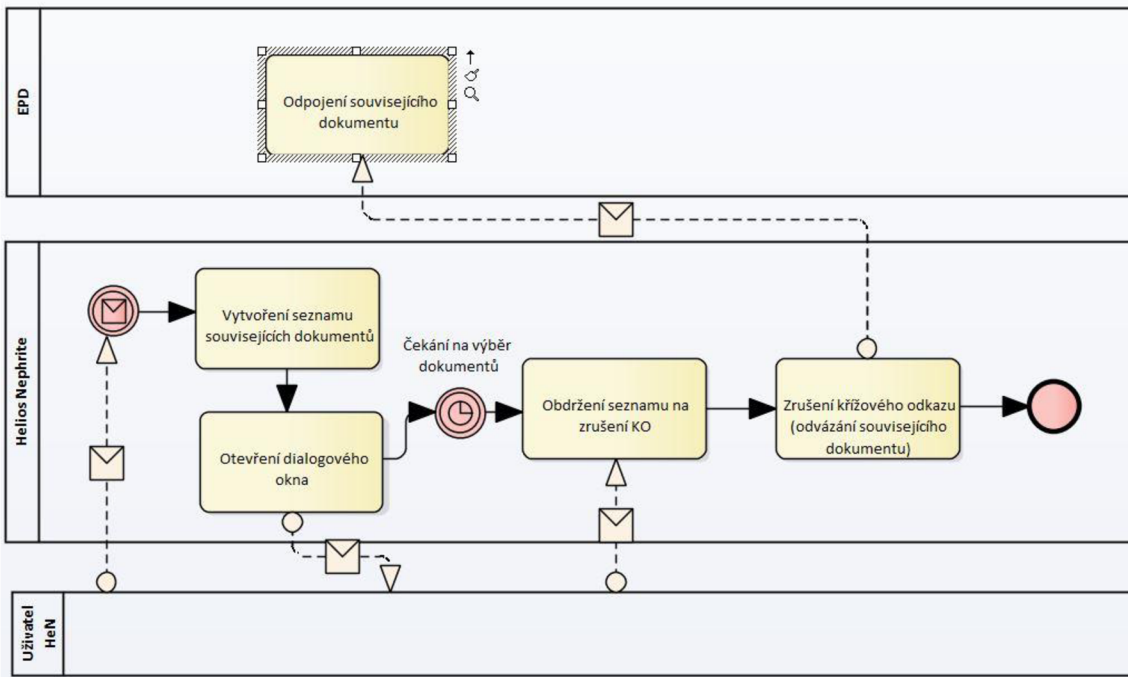 EPD
Odpojení souvisejícího
dokumentu
Helios Nephrite
Vytvoření seznamu
souvisejících dokumentů
Otevření dialogového
okna
Čekání na výběr
dokumentů
Obdržení seznamu na
zrušení KO
Zrušení křížového odkazu
(odvázání souvisejícího
dokumentu)
Uživatel
HeN